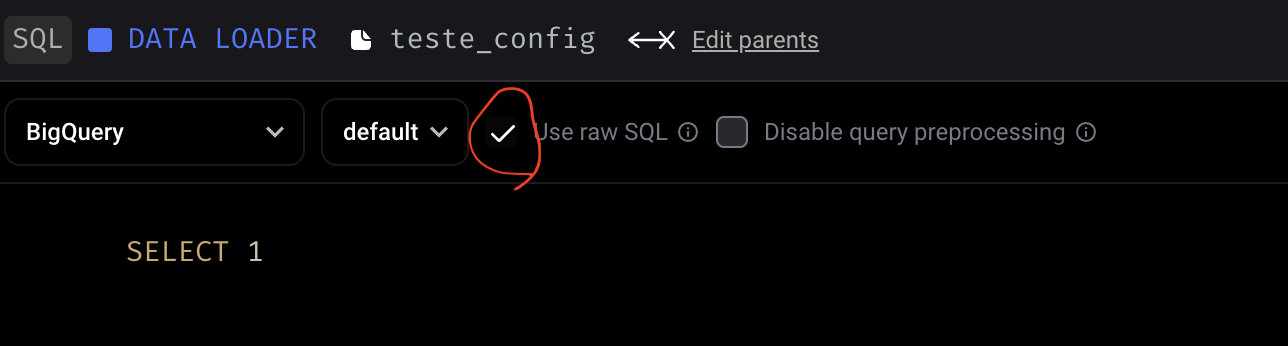 SQL DATA LOADER teste_config Edit parents
BigQuery default Use raw SQL Disable query preprocessing
SELECT 1